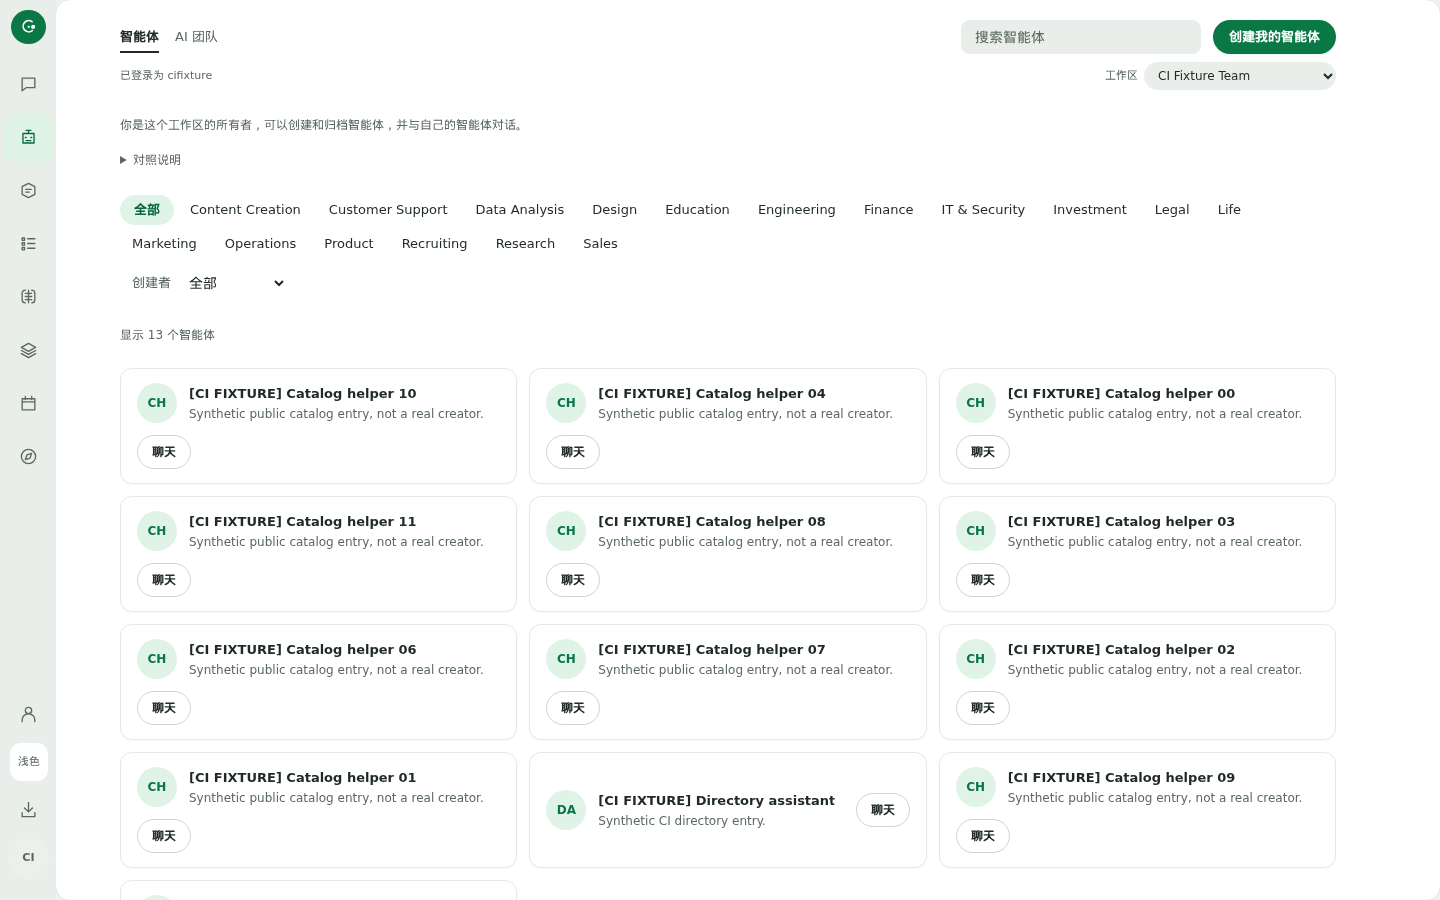 智能体 AI 团队
搜索智能体
创建我的智能体
已登录为 cifixture
工作区 CI Fixture Team
你是这个工作区的所有者，可以创建和归档智能体，并与自己的智能体对话。
对照说明
全部 Content Creation Customer Support Data Analysis Design Education Engineering Finance IT & Security Investment Legal Life
Marketing Operations Product Recruiting Research Sales
创建者 全部
显示 13 个智能体
CH
[CI FIXTURE] Catalog helper 10
Synthetic public catalog entry, not a real creator.
聊天
CH
[CI FIXTURE] Catalog helper 04
Synthetic public catalog entry, not a real creator.
聊天
CH
[CI FIXTURE] Catalog helper 00
Synthetic public catalog entry, not a real creator.
聊天
CH
[CI FIXTURE] Catalog helper 11
Synthetic public catalog entry, not a real creator.
聊天
CH
[CI FIXTURE] Catalog helper 08
Synthetic public catalog entry, not a real creator.
聊天
CH
[CI FIXTURE] Catalog helper 03
Synthetic public catalog entry, not a real creator.
聊天
CH
[CI FIXTURE] Catalog helper 06
Synthetic public catalog entry, not a real creator.
聊天
CH
[CI FIXTURE] Catalog helper 07
Synthetic public catalog entry, not a real creator.
聊天
CH
[CI FIXTURE] Catalog helper 02
Synthetic public catalog entry, not a real creator.
聊天
CH
[CI FIXTURE] Catalog helper 01
Synthetic public catalog entry, not a real creator.
聊天
DA
[CI FIXTURE] Directory assistant
Synthetic CI directory entry.
聊天
CH
[CI FIXTURE] Catalog helper 09
Synthetic public catalog entry, not a real creator.
聊天
浅色
CI